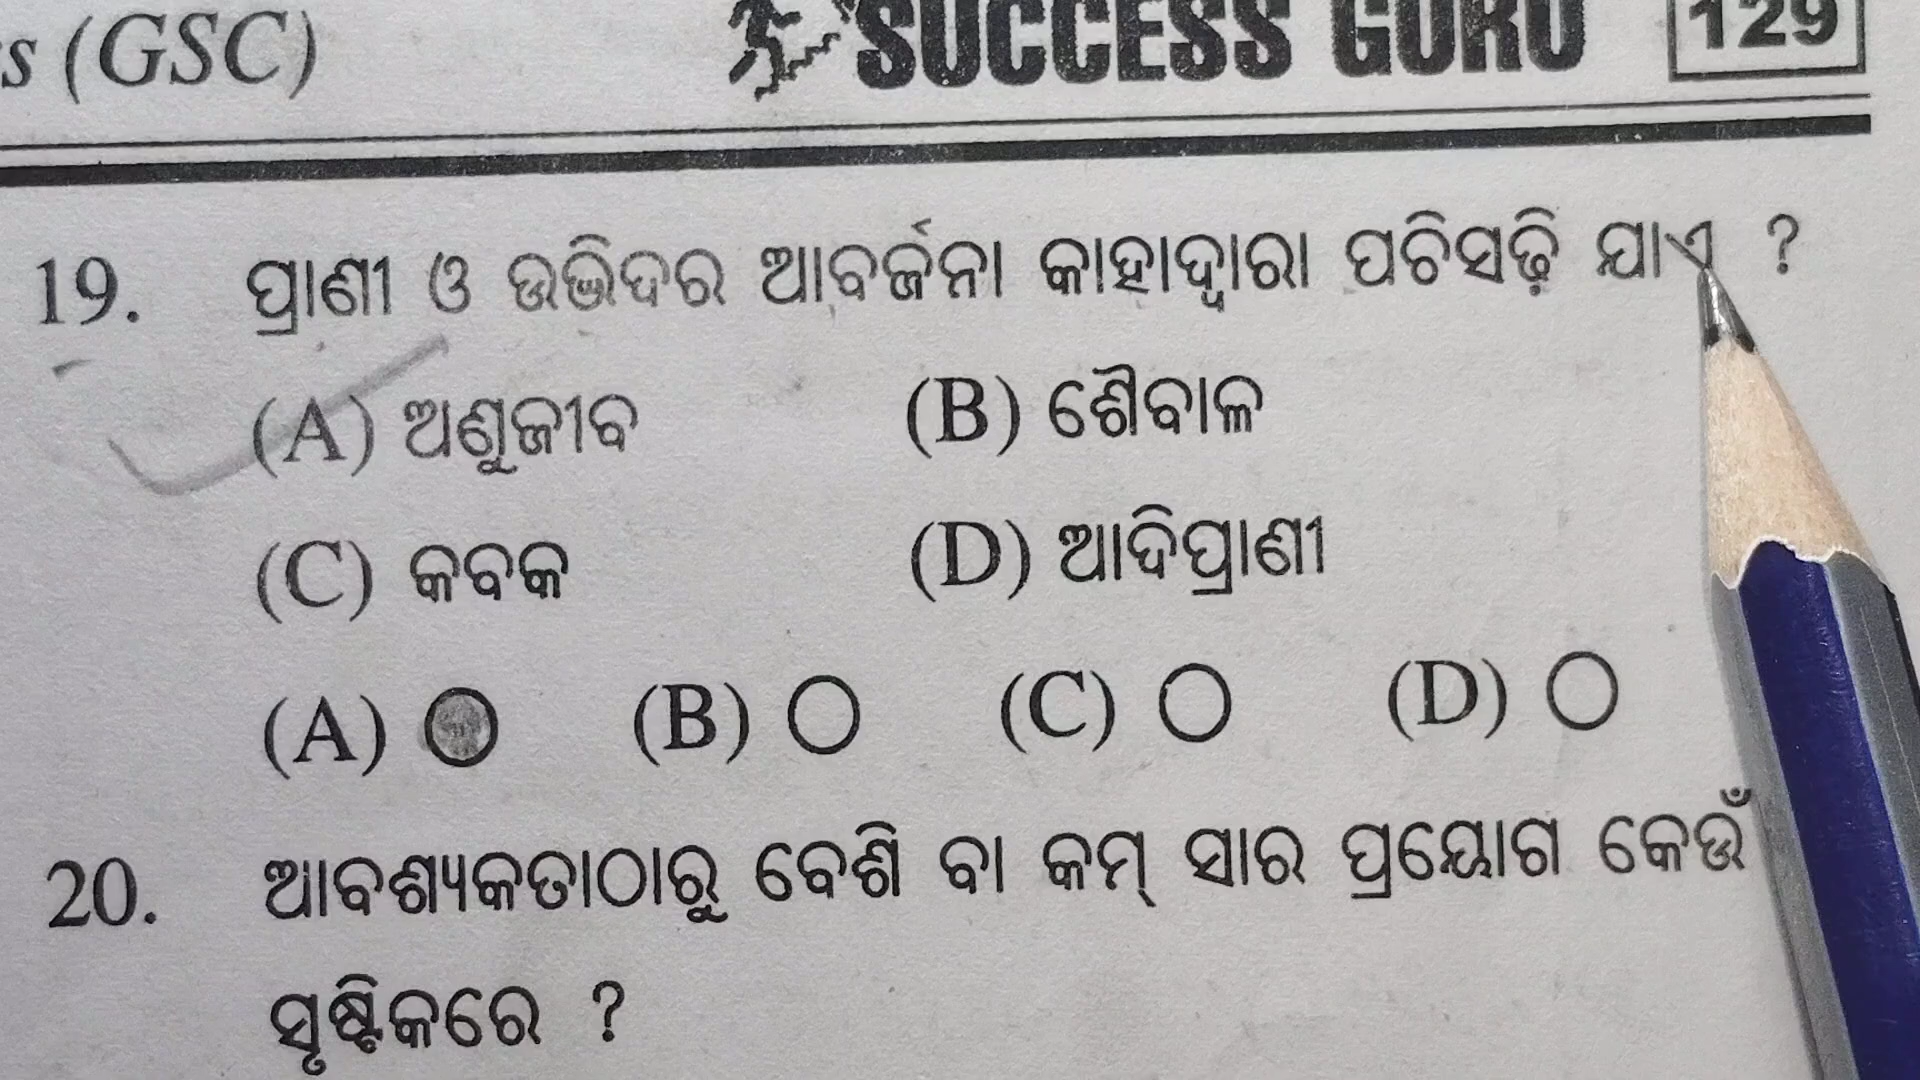 s (GSC) SUCCESS GURU 129
19. ପ୍ରାଣୀ ଓ ଉଦ୍ଭିଦର ଆବର୍ଜନା କାହାଦ୍ୱାରା ପଚିସଢ଼ି ଯାଏ ?
(A) ଅଣୁଜୀବ (B) ଶୈବାଳ
(C) କବକ (D) ଆଦିପ୍ରାଣୀ
(A) (B) (C) (D)
20. ଆବଶ୍ୟକତାଠାରୁ ବେଶି ବା କମ୍ ସାର ପ୍ରୟୋଗ କେଉଁ
ସୃଷ୍ଟିକରେ ?